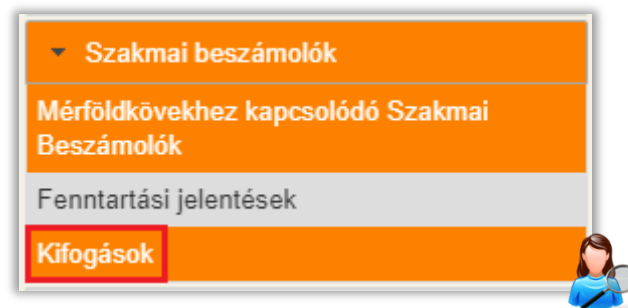 Szakmai beszámolók
Mérföldkövekhez kapcsolódó Szakmai
Beszámolók
Fenntartási jelentések
Kifogások